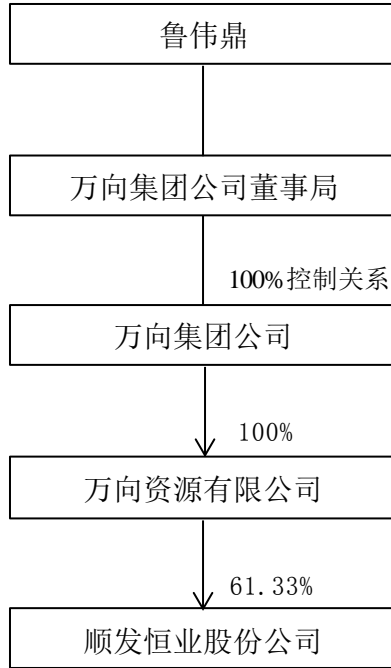 鲁伟鼎
万向集团公司董事局
100%控制关系
万向集团公司
100%
万向资源有限公司
61.33%
顺发恒业股份公司